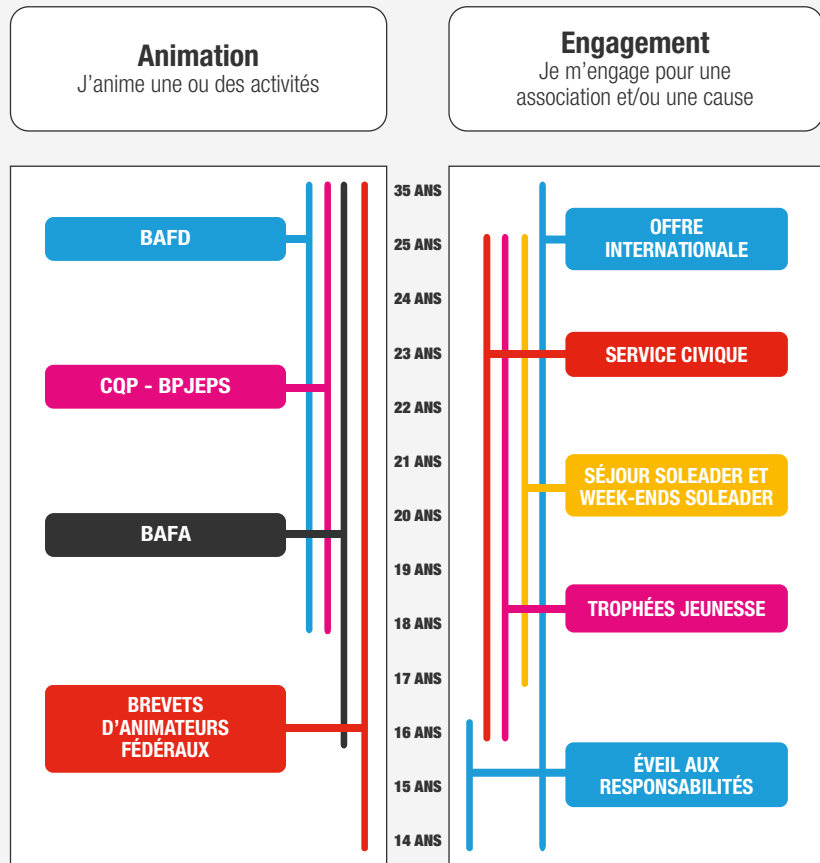 Animation
J'anime une ou des activités
Engagement
Je m'engage pour une
association et/ou une cause
BAFD
CQP - BPJEPS
BAFA
BREVETS
D'ANIMATEURS
FÉDÉRAUX
35 ANS
25 ANS
24 ANS
23 ANS
22 ANS
21 ANS
20 ANS
19 ANS
18 ANS
17 ANS
16 ANS
15 ANS
14 ANS
OFFRE
INTERNATIONALE
SERVICE CIVIQUE
SÉJOUR SOLEADER ET
WEEK-ENDS SOLEADER
TROPHÉES JEUNESSE
ÉVEIL AUX
RESPONSABILITÉS